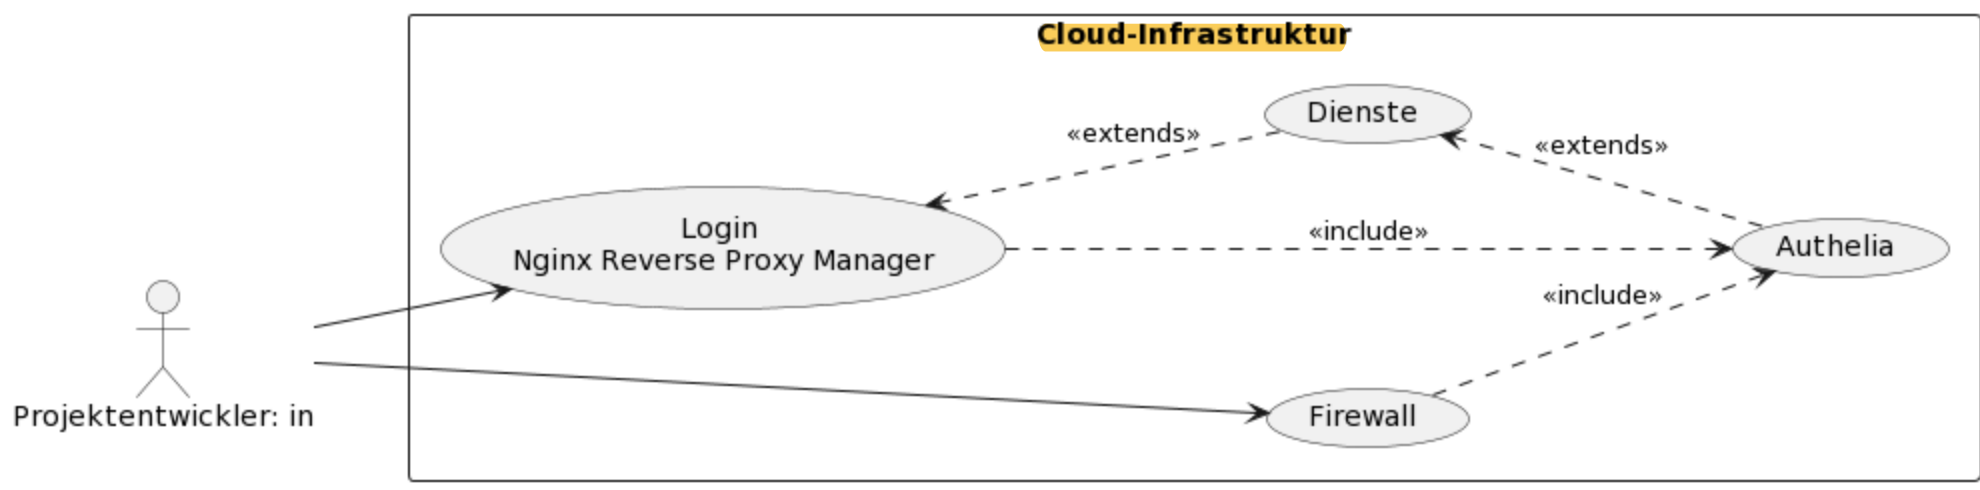 Cloud-Infrastruktur
Dienste
«extends»
«extends»
Login
Nginx Reverse Proxy Manager
«include»
Authelia
«include»
Projektentwickler: in
Firewall